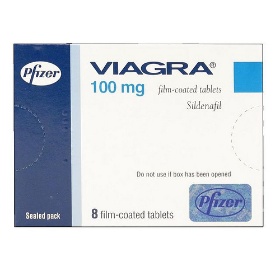 Pfizer
VIAGRA®
100 mg film-coated tablets
Sildenafil
Do not use if box has been opened
Pfizer
Sealed pack
8 film-coated tablets